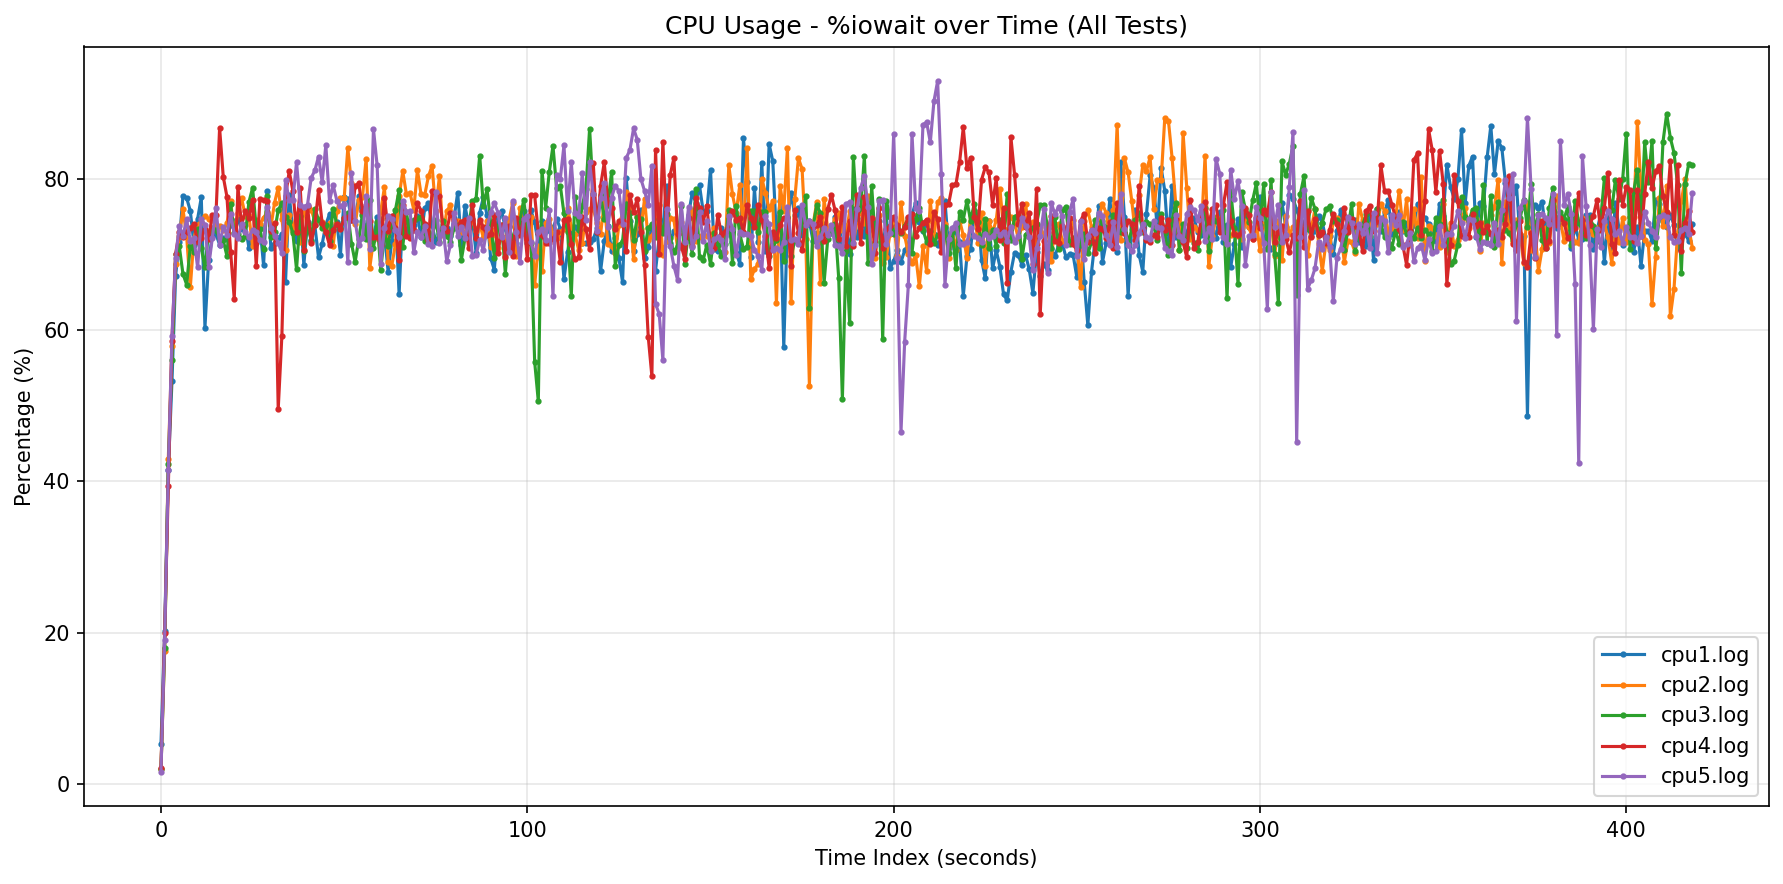 CPU Usage - %iowait over Time (All Tests)
Percentage (%)
80
60
40
20
0
0 100 200 300 400
Time Index (seconds)
cpu1.log
cpu2.log
cpu3.log
cpu4.log
cpu5.log